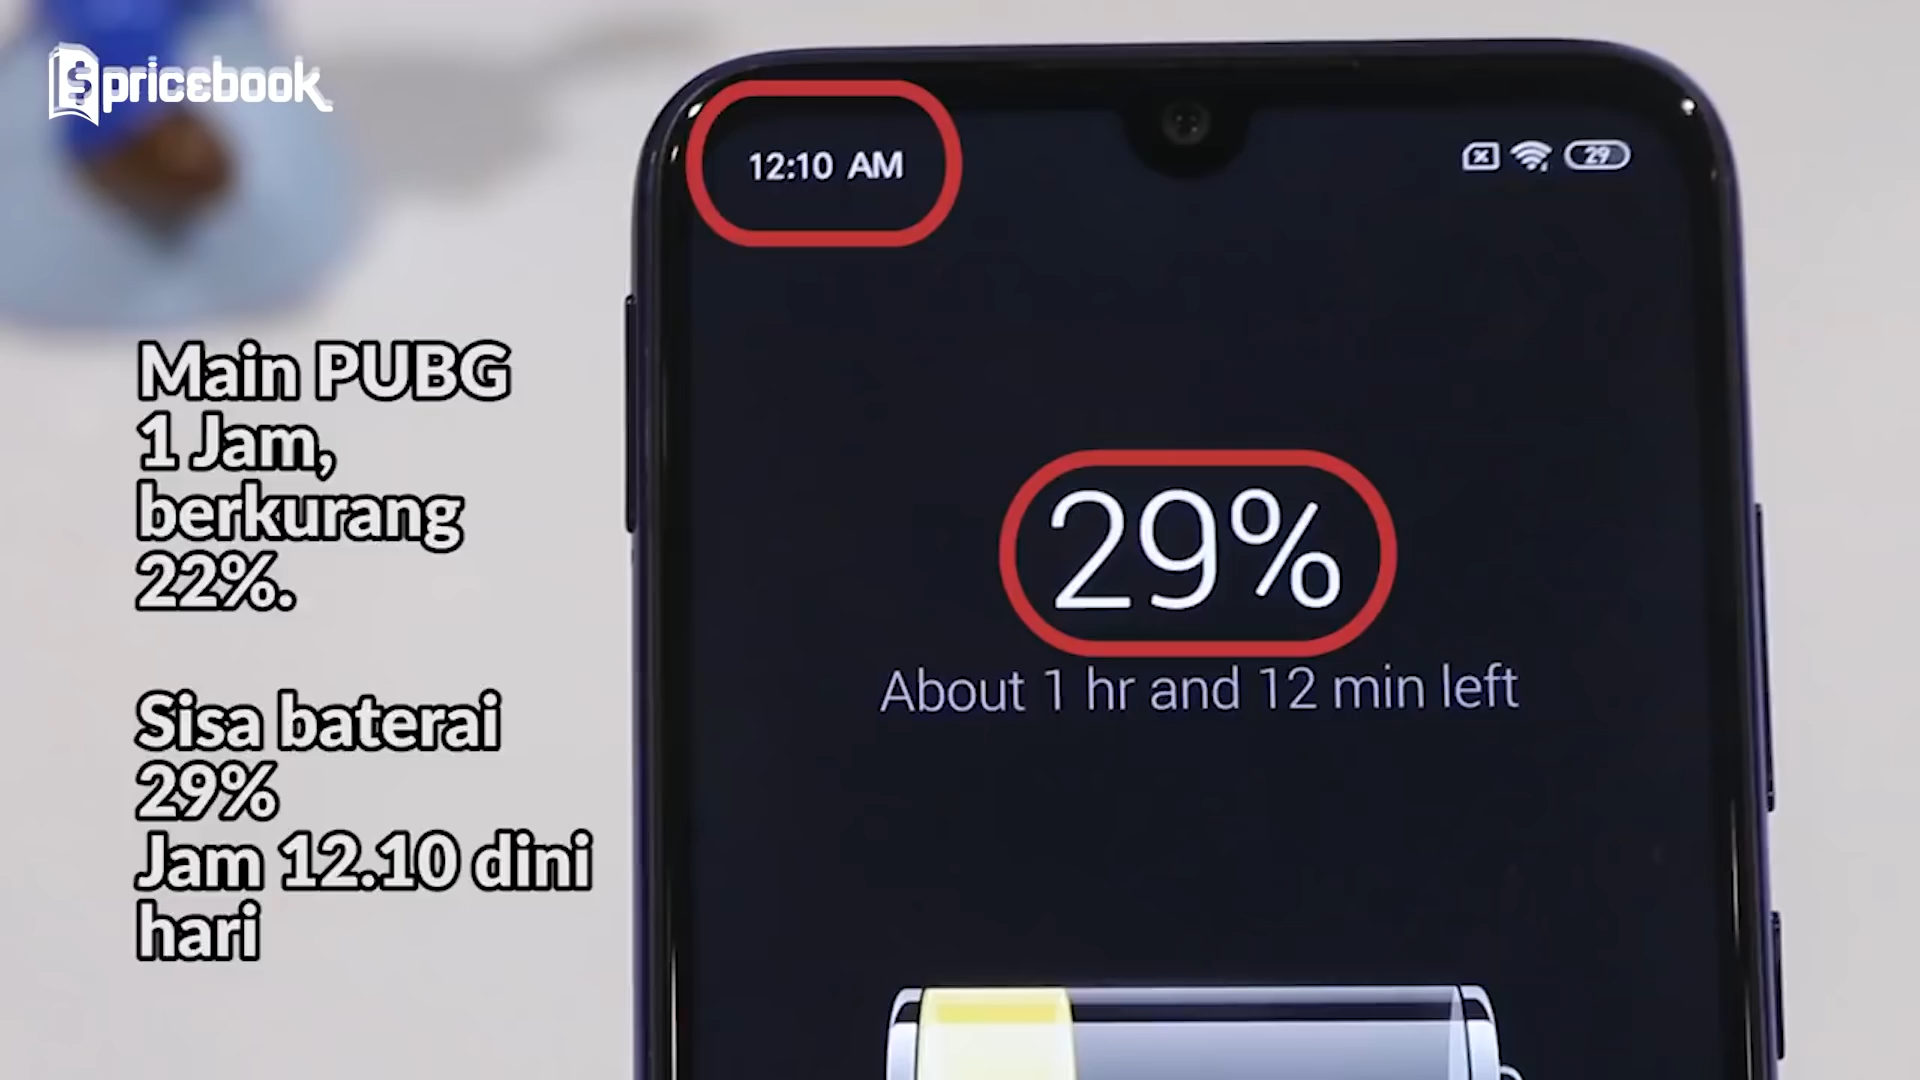 pricebook
12:10 AM
29
Main PUBG
1 Jam,
berkurang
22%.
29%
About 1 hr and 12 min left
Sisa baterai
29%
Jam 12.10 dini
hari